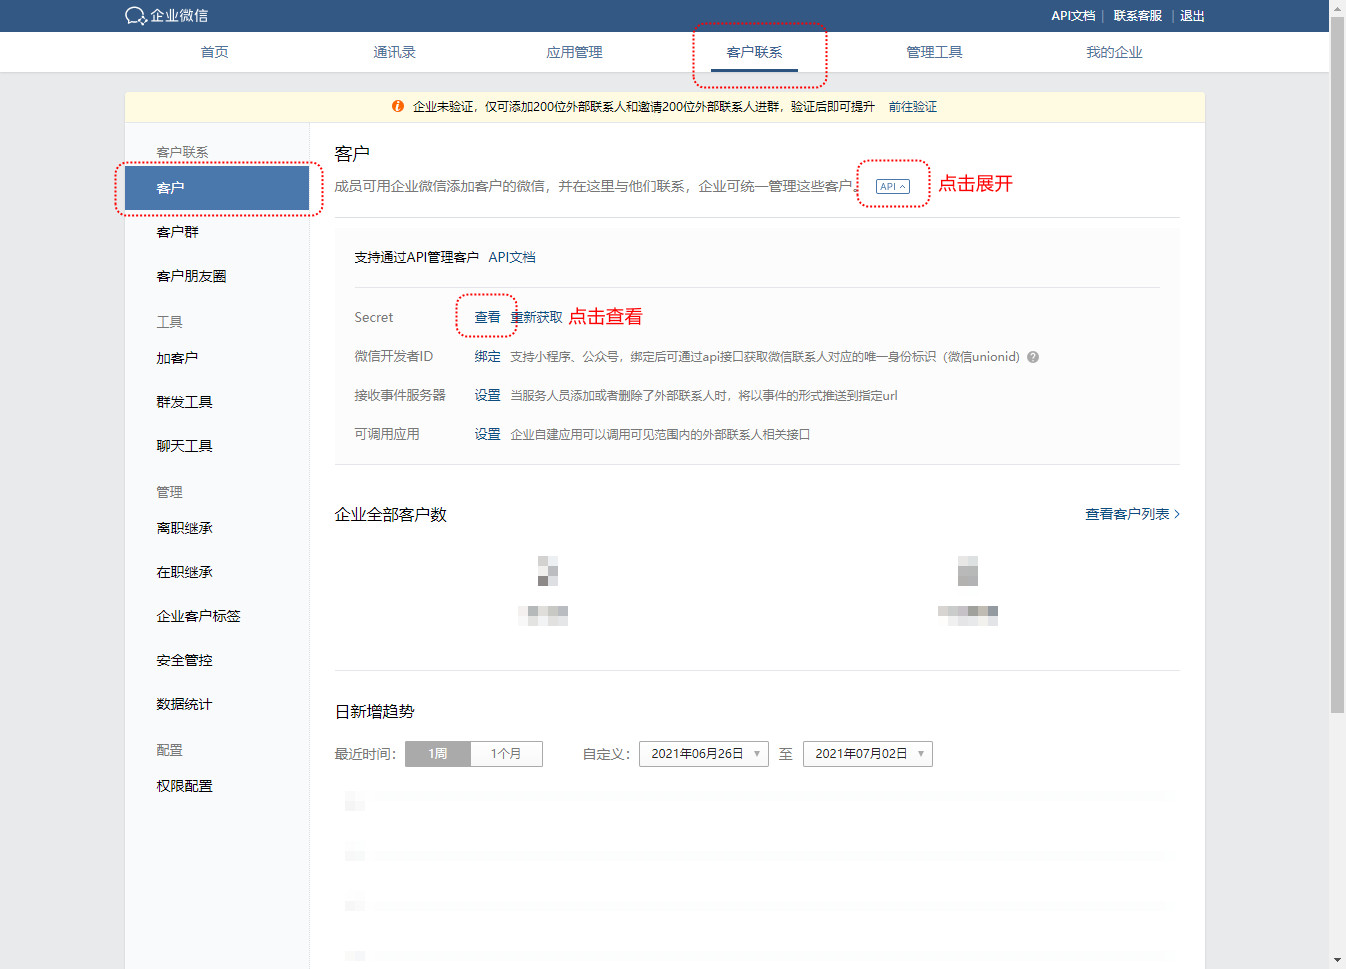 企业微信
API文档 | 联系客服 | 退出
首页 通讯录 应用管理 客户联系 管理工具 我的企业
企业未验证，仅可添加200位外部联系人和邀请200位外部联系人进群，验证后即可提升 前往验证
客户联系
客户
客户群
客户朋友圈
工具
加客户
群发工具
聊天工具
管理
离职继承
在职继承
企业客户标签
安全管控
数据统计
配置
权限配置
客户
成员可用企业微信添加客户的微信，并在这里与他们联系，企业可统一管理这些客户 API 点击展开
支持通过API管理客户 API文档
Secret 查看 重新获取 点击查看
微信开发者ID 绑定 支持小程序、公众号，绑定后可通过api接口获取微信联系人对应的唯一身份标识（微信unionid） ?
接收事件服务器 设置 当服务人员添加或者删除了外部联系人时，将以事件的形式推送到指定url
可调用应用 设置 企业自建应用可以调用可见范围内的外部联系人相关接口
企业全部客户数 查看客户列表
日新增趋势
最近时间： 1周 1个月 自定义： 2021年06月26日 至 2021年07月02日